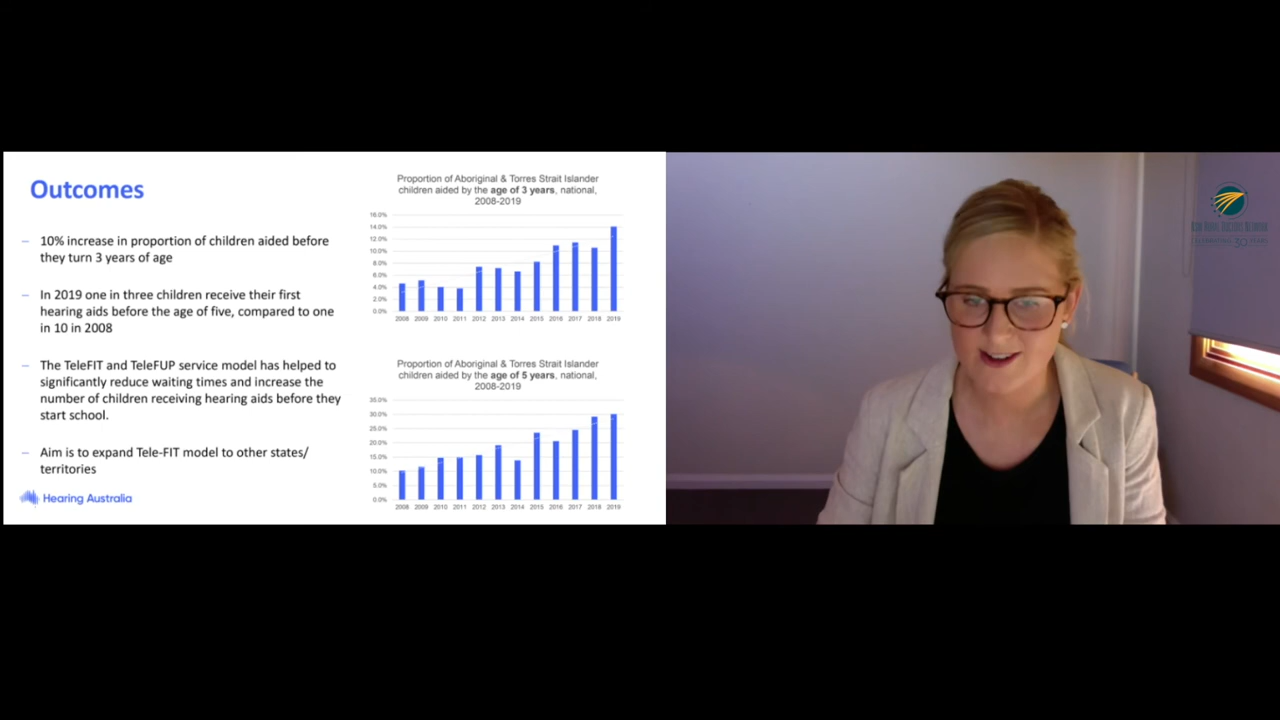 Outcomes
– 10% increase in proportion of children aided before
they turn 3 years of age
– In 2019 one in three children receive their first
hearing aids before the age of five, compared to one
in 10 in 2008
– The TeleFIT and TeleFUP service model has helped to
significantly reduce waiting times and increase the
number of children receiving hearing aids before they
start school.
– Aim is to expand Tele-FIT model to other states/
territories
Hearing Australia
Proportion of Aboriginal & Torres Strait Islander
children aided by the age of 3 years, national,
2008-2019
16.0%
14.0%
12.0%
10.0%
8.0%
6.0%
4.0%
2.0%
0.0%
2008 2009 2010 2011 2012 2013 2014 2015 2016 2017 2018 2019
Proportion of Aboriginal & Torres Strait Islander
children aided by the age of 5 years, national,
2008-2019
35.0%
30.0%
25.0%
20.0%
15.0%
10.0%
5.0%
0.0%
2008 2009 2010 2011 2012 2013 2014 2015 2016 2017 2018 2019
30 YEARS